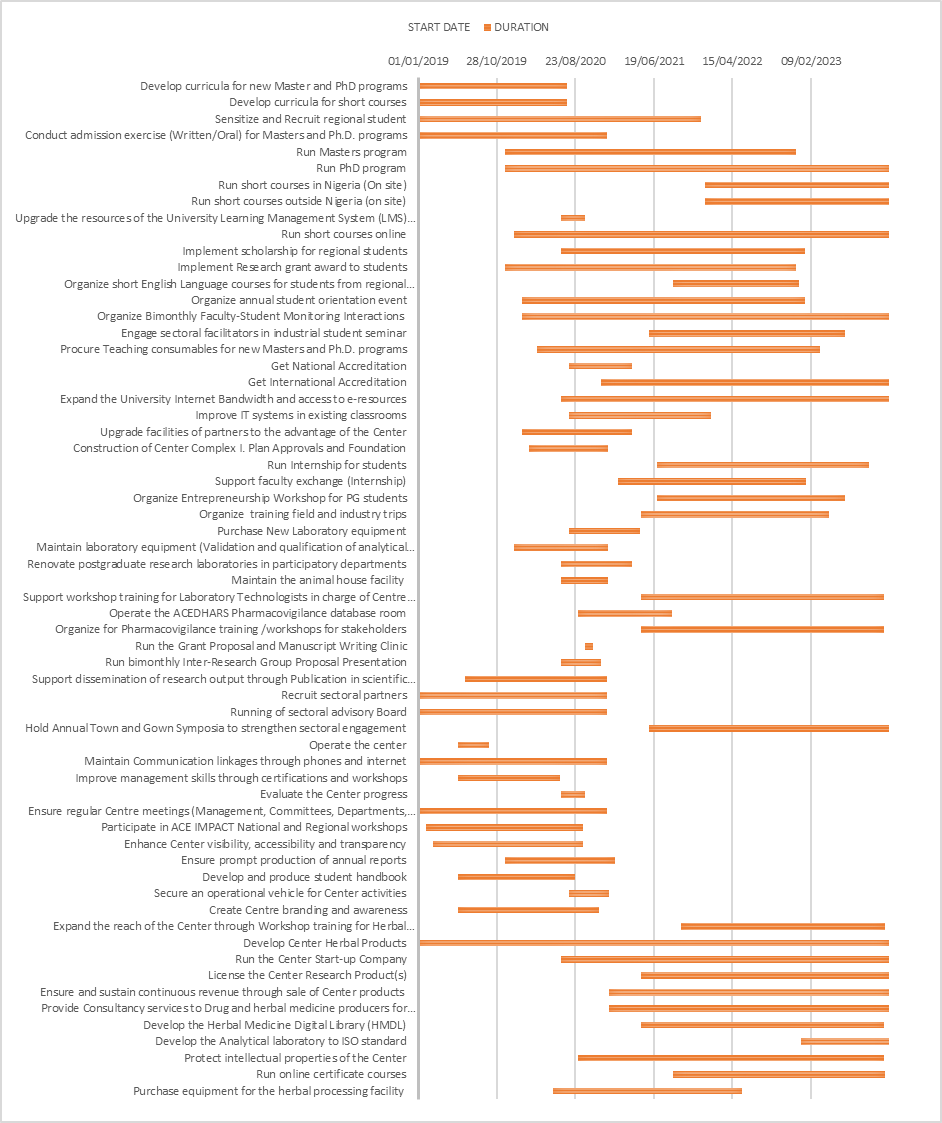 START DATE DURATION
01/01/2019 28/10/2019 23/08/2020 19/06/2021 15/04/2022 09/02/2023
Develop curricula for new Master and PhD programs
Develop curricula for short courses
Sensitize and Recruit regional student
Conduct admission exercise (Written/Oral) for Masters and Ph.D. programs
Run Masters program
Run PhD program
Run short courses in Nigeria (On site)
Run short courses outside Nigeria (on site)
Upgrade the resources of the University Learning Management System (LMS)...
Run short courses online
Implement scholarship for regional students
Implement Research grant award to students
Organize short English Language courses for students from regional...
Organize annual student orientation event
Organize Bimonthly Faculty-Student Monitoring Interactions
Engage sectoral facilitators in industrial student seminar
Procure Teaching consumables for new Masters and Ph.D. programs
Get National Accreditation
Get International Accreditation
Expand the University Internet Bandwidth and access to e-resources
Improve IT systems in existing classrooms
Upgrade facilities of partners to the advantage of the Center
Construction of Center Complex I. Plan Approvals and Foundation
Run Internship for students
Support faculty exchange (Internship)
Organize Entrepreneurship Workshop for PG students
Organize training field and industry trips
Purchase New Laboratory equipment
Maintain laboratory equipment (Validation and qualification of analytical...
Renovate postgraduate research laboratories in participatory departments
Maintain the animal house facility
Support workshop training for Laboratory Technologists in charge of Centre...
Operate the ACEDHARS Pharmacovigilance database room
Organize for Pharmacovigilance training /workshops for stakeholders
Run the Grant Proposal and Manuscript Writing Clinic
Run bimonthly Inter-Research Group Proposal Presentation
Support dissemination of research output through Publication in scientific...
Recruit sectoral partners
Running of sectoral advisory Board
Hold Annual Town and Gown Symposia to strengthen sectoral engagement
Operate the center
Maintain Communication linkages through phones and internet
Improve management skills through certifications and workshops
Evaluate the Center progress
Ensure regular Centre meetings (Management, Committees, Departments,...
Participate in ACE IMPACT National and Regional workshops
Enhance Center visibility, accessibility and transparency
Ensure prompt production of annual reports
Develop and produce student handbook
Secure an operational vehicle for Center activities
Create Centre branding and awareness
Expand the reach of the Center through Workshop training for Herbal...
Develop Center Herbal Products
Run the Center Start-up Company
License the Center Research Product(s)
Ensure and sustain continuous revenue through sale of Center products
Provide Consultancy services to Drug and herbal medicine producers for...
Develop the Herbal Medicine Digital Library (HMDL)
Develop the Analytical laboratory to ISO standard
Protect intellectual properties of the Center
Run online certificate courses
Purchase equipment for the herbal processing facility